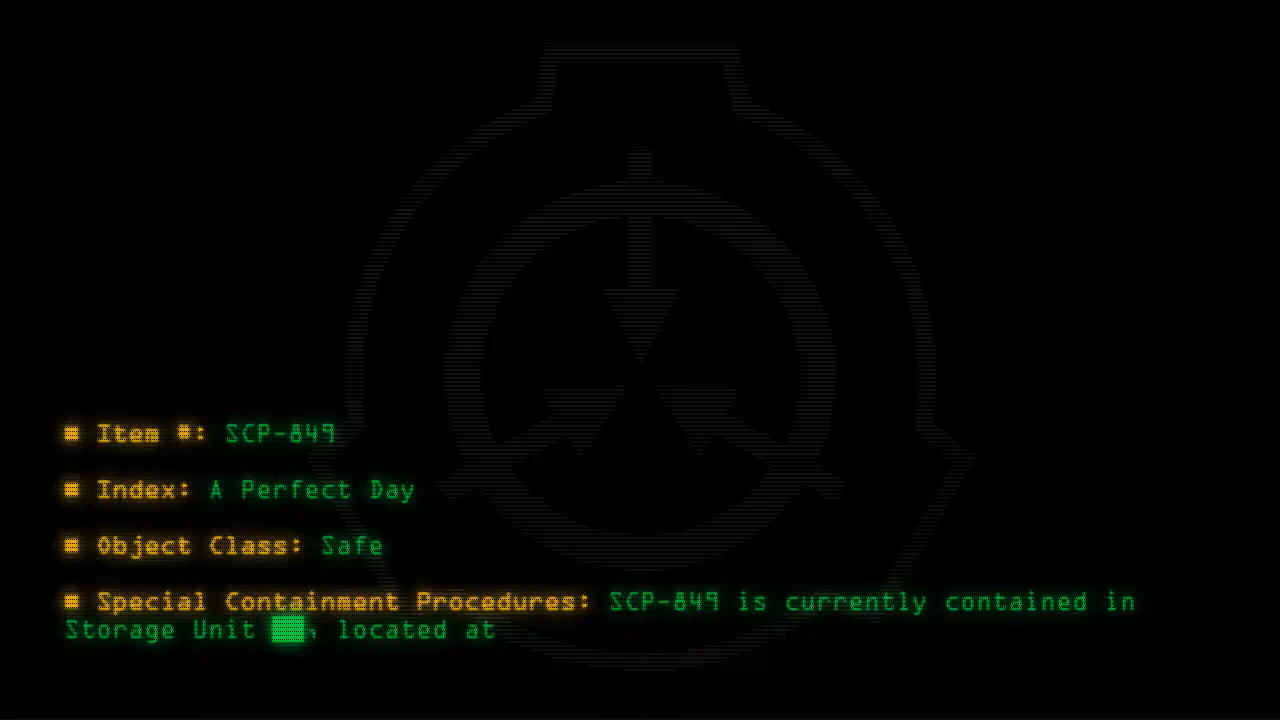 ■ Item #: SCP-849
■ Index: A Perfect Day
■ Object Class: Safe
■ Special Containment Procedures: SCP-849 is currently contained in
Storage Unit ██, located at